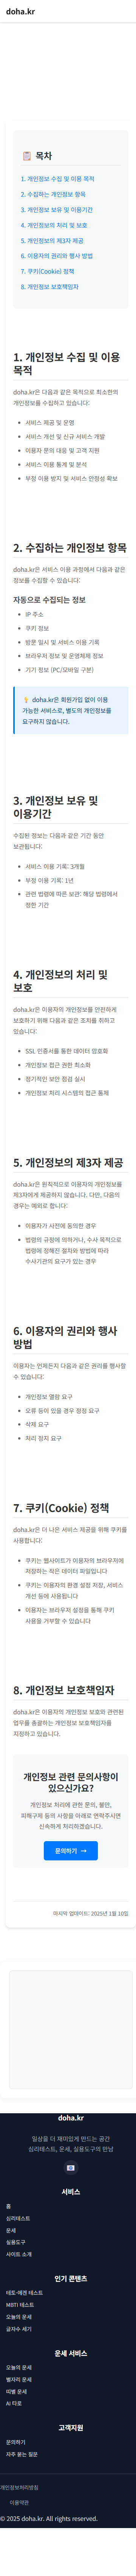 doha.kr
목차
1. 개인정보 수집 및 이용 목적
2. 수집하는 개인정보 항목
3. 개인정보 보유 및 이용기간
4. 개인정보의 처리 및 보호
5. 개인정보의 제3자 제공
6. 이용자의 권리와 행사 방법
7. 쿠키(Cookie) 정책
8. 개인정보 보호책임자
1. 개인정보 수집 및 이용
목적
doha.kr은 다음과 같은 목적으로 최소한의
개인정보를 수집하고 있습니다:
서비스 제공 및 운영
서비스 개선 및 신규 서비스 개발
이용자 문의 대응 및 고객 지원
서비스 이용 통계 및 분석
부정 이용 방지 및 서비스 안정성 확보
2. 수집하는 개인정보 항목
doha.kr은 서비스 이용 과정에서 다음과 같은
정보를 수집할 수 있습니다:
자동으로 수집되는 정보
IP 주소
쿠키 정보
방문 일시 및 서비스 이용 기록
브라우저 정보 및 운영체제 정보
기기 정보 (PC/모바일 구분)
doha.kr은 회원가입 없이 이용
가능한 서비스로, 별도의 개인정보를
요구하지 않습니다.
3. 개인정보 보유 및
이용기간
수집된 정보는 다음과 같은 기간 동안
보관됩니다:
서비스 이용 기록: 3개월
부정 이용 기록: 1년
관련 법령에 따른 보관: 해당 법령에서
정한 기간
4. 개인정보의 처리 및
보호
doha.kr은 이용자의 개인정보를 안전하게
보호하기 위해 다음과 같은 조치를 취하고
있습니다:
SSL 인증서를 통한 데이터 암호화
개인정보 접근 권한 최소화
정기적인 보안 점검 실시
개인정보 처리 시스템의 접근 통제
5. 개인정보의 제3자 제공
doha.kr은 원칙적으로 이용자의 개인정보를
제3자에게 제공하지 않습니다. 다만, 다음의
경우는 예외로 합니다:
이용자가 사전에 동의한 경우
법령의 규정에 의하거나, 수사 목적으로
법령에 정해진 절차와 방법에 따라
수사기관의 요구가 있는 경우
6. 이용자의 권리와 행사
방법
이용자는 언제든지 다음과 같은 권리를 행사할
수 있습니다:
개인정보 열람 요구
오류 등이 있을 경우 정정 요구
삭제 요구
처리 정지 요구
7. 쿠키(Cookie) 정책
doha.kr은 더 나은 서비스 제공을 위해 쿠키를
사용합니다:
쿠키는 웹사이트가 이용자의 브라우저에
저장하는 작은 데이터 파일입니다
쿠키는 이용자의 환경 설정 저장, 서비스
개선 등에 사용됩니다
이용자는 브라우저 설정을 통해 쿠키
사용을 거부할 수 있습니다
8. 개인정보 보호책임자
doha.kr은 이용자의 개인정보 보호와 관련된
업무를 총괄하는 개인정보 보호책임자를
지정하고 있습니다.
개인정보 관련 문의사항이
있으신가요?
개인정보 처리에 관한 문의, 불만,
피해구제 등의 사항을 아래로 연락주시면
신속하게 처리하겠습니다.
문의하기 →
마지막 업데이트: 2025년 1월 10일
doha.kr
일상을 더 재미있게 만드는 공간
심리테스트, 운세, 실용도구의 만남
서비스
홈
심리테스트
운세
실용도구
사이트 소개
인기 콘텐츠
테토-에겐 테스트
MBTI 테스트
오늘의 운세
글자수 세기
운세 서비스
오늘의 운세
별자리 운세
띠별 운세
AI 타로
고객지원
문의하기
자주 묻는 질문
개인정보처리방침
이용약관
© 2025 doha.kr. All rights reserved.